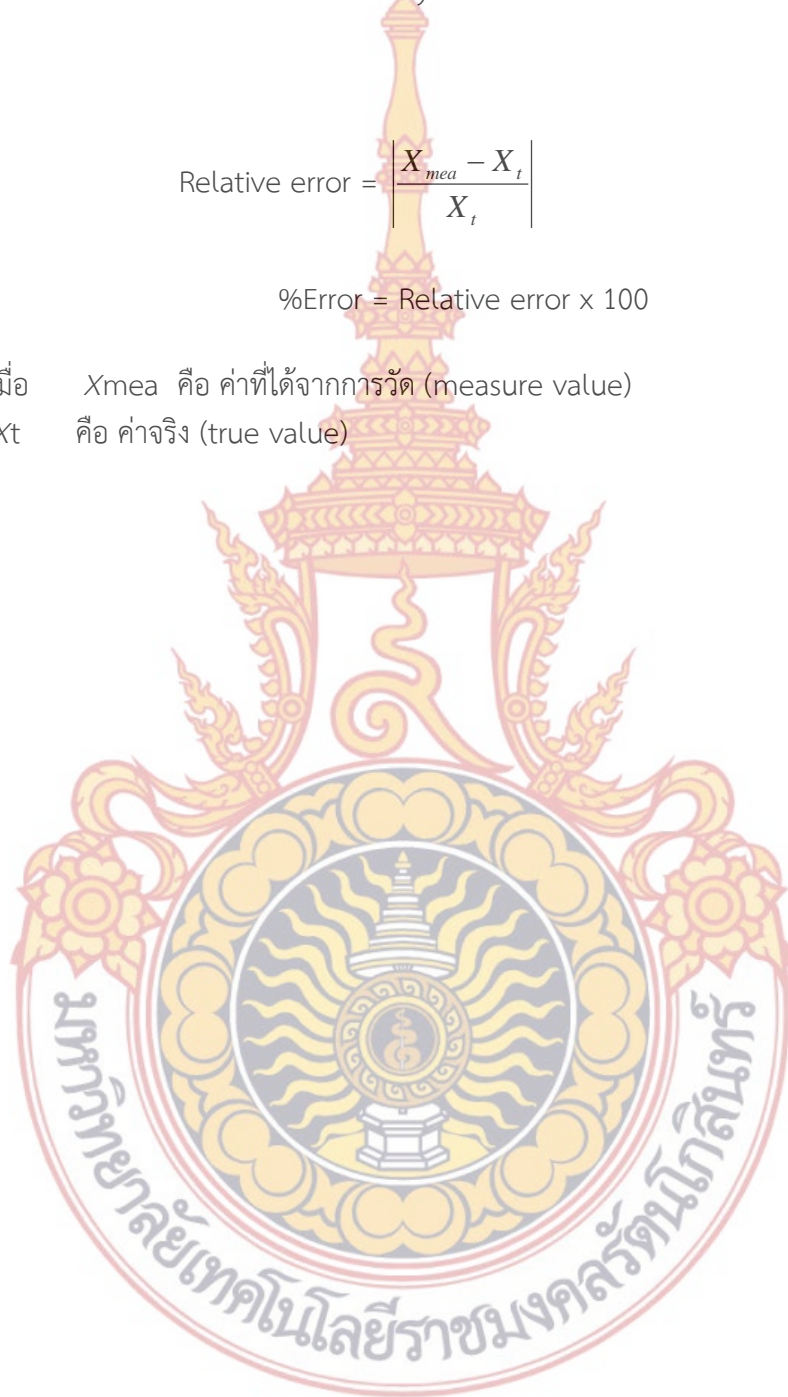 Relative error = |X_mea − X_t / X_t|
%Error = Relative error x 100
มื่อ Xmea คือ ค่าที่ได้จากการวัด (measure value)
Xt คือ ค่าจริง (true value)
มหาวิทยาลัยเทคโนโลยีราชมงคลรัตนโกสินทร์